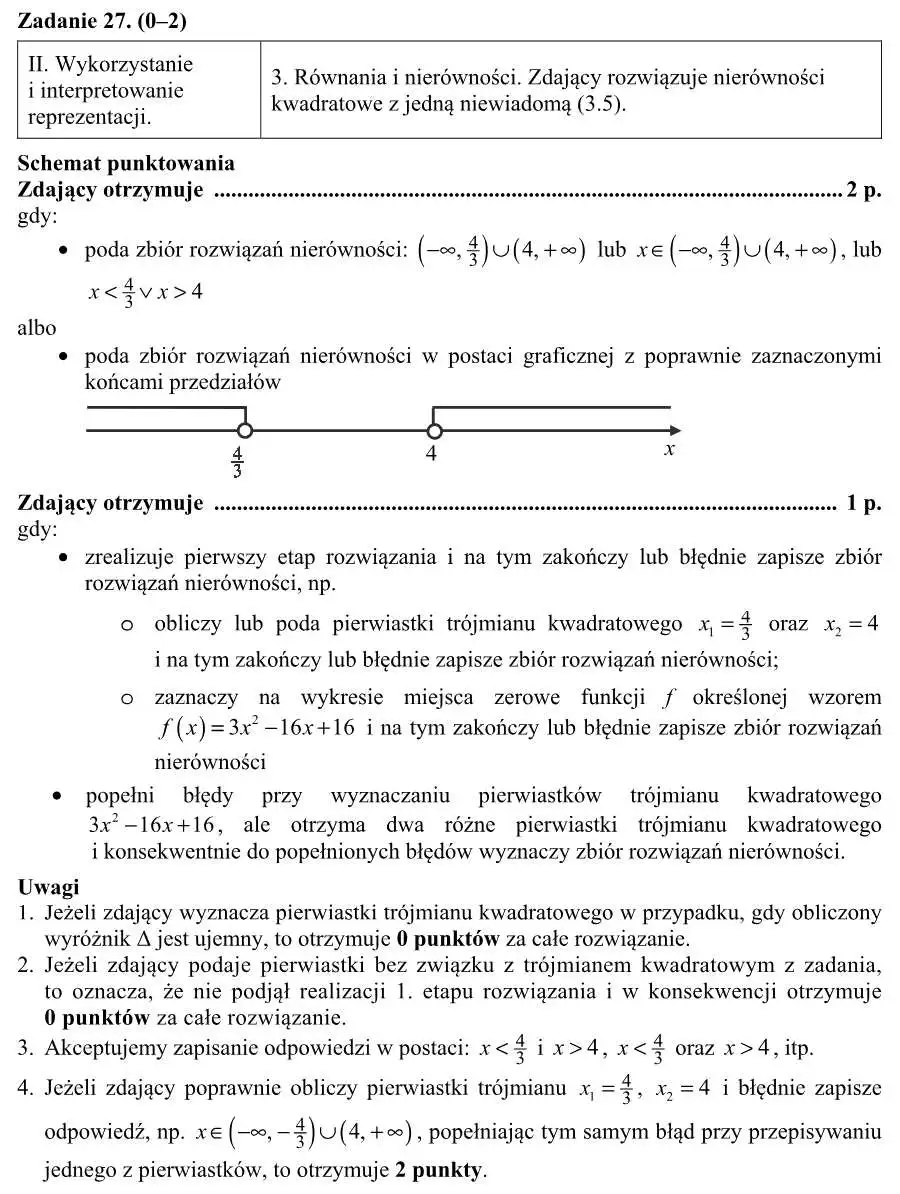 Zadanie 27. (0–2)
II. Wykorzystanie
i interpretowanie
reprezentacji.
3. Równania i nierówności. Zdający rozwiązuje nierówności
kwadratowe z jedną niewiadomą (3.5).
Schemat punktowania
Zdający otrzymuje ............................................................................................................. 2 p.
gdy:
• poda zbiór rozwiązań nierówności: (−∞, 4/3)∪(4, +∞) lub x∈(−∞, 4/3)∪(4, +∞), lub
x < 4/3 ∨ x > 4
albo
• poda zbiór rozwiązań nierówności w postaci graficznej z poprawnie zaznaczonymi
końcami przedziałów
4/3 4 x
Zdający otrzymuje ............................................................................................................ 1 p.
gdy:
• zrealizuje pierwszy etap rozwiązania i na tym zakończy lub błędnie zapisze zbiór
rozwiązań nierówności, np.
o obliczy lub poda pierwiastki trójmianu kwadratowego x₁ = 4/3 oraz x₂ = 4
i na tym zakończy lub błędnie zapisze zbiór rozwiązań nierówności;
o zaznaczy na wykresie miejsca zerowe funkcji f określonej wzorem
f(x) = 3x² −16x+16 i na tym zakończy lub błędnie zapisze zbiór rozwiązań
nierówności
• popełni błędy przy wyznaczaniu pierwiastków trójmianu kwadratowego
3x² −16x+16, ale otrzyma dwa różne pierwiastki trójmianu kwadratowego
i konsekwentnie do popełnionych błędów wyznaczy zbiór rozwiązań nierówności.
Uwagi
1. Jeżeli zdający wyznacza pierwiastki trójmianu kwadratowego w przypadku, gdy obliczony
wyróżnik Δ jest ujemny, to otrzymuje 0 punktów za całe rozwiązanie.
2. Jeżeli zdający podaje pierwiastki bez związku z trójmianem kwadratowym z zadania,
to oznacza, że nie podjął realizacji 1. etapu rozwiązania i w konsekwencji otrzymuje
0 punktów za całe rozwiązanie.
3. Akceptujemy zapisanie odpowiedzi w postaci: x < 4/3 i x > 4, x < 4/3 oraz x > 4, itp.
4. Jeżeli zdający poprawnie obliczy pierwiastki trójmianu x₁ = 4/3, x₂ = 4 i błędnie zapisze
odpowiedź, np. x∈(−∞, −4/3)∪(4, +∞), popełniając tym samym błąd przy przepisywaniu
jednego z pierwiastków, to otrzymuje 2 punkty.